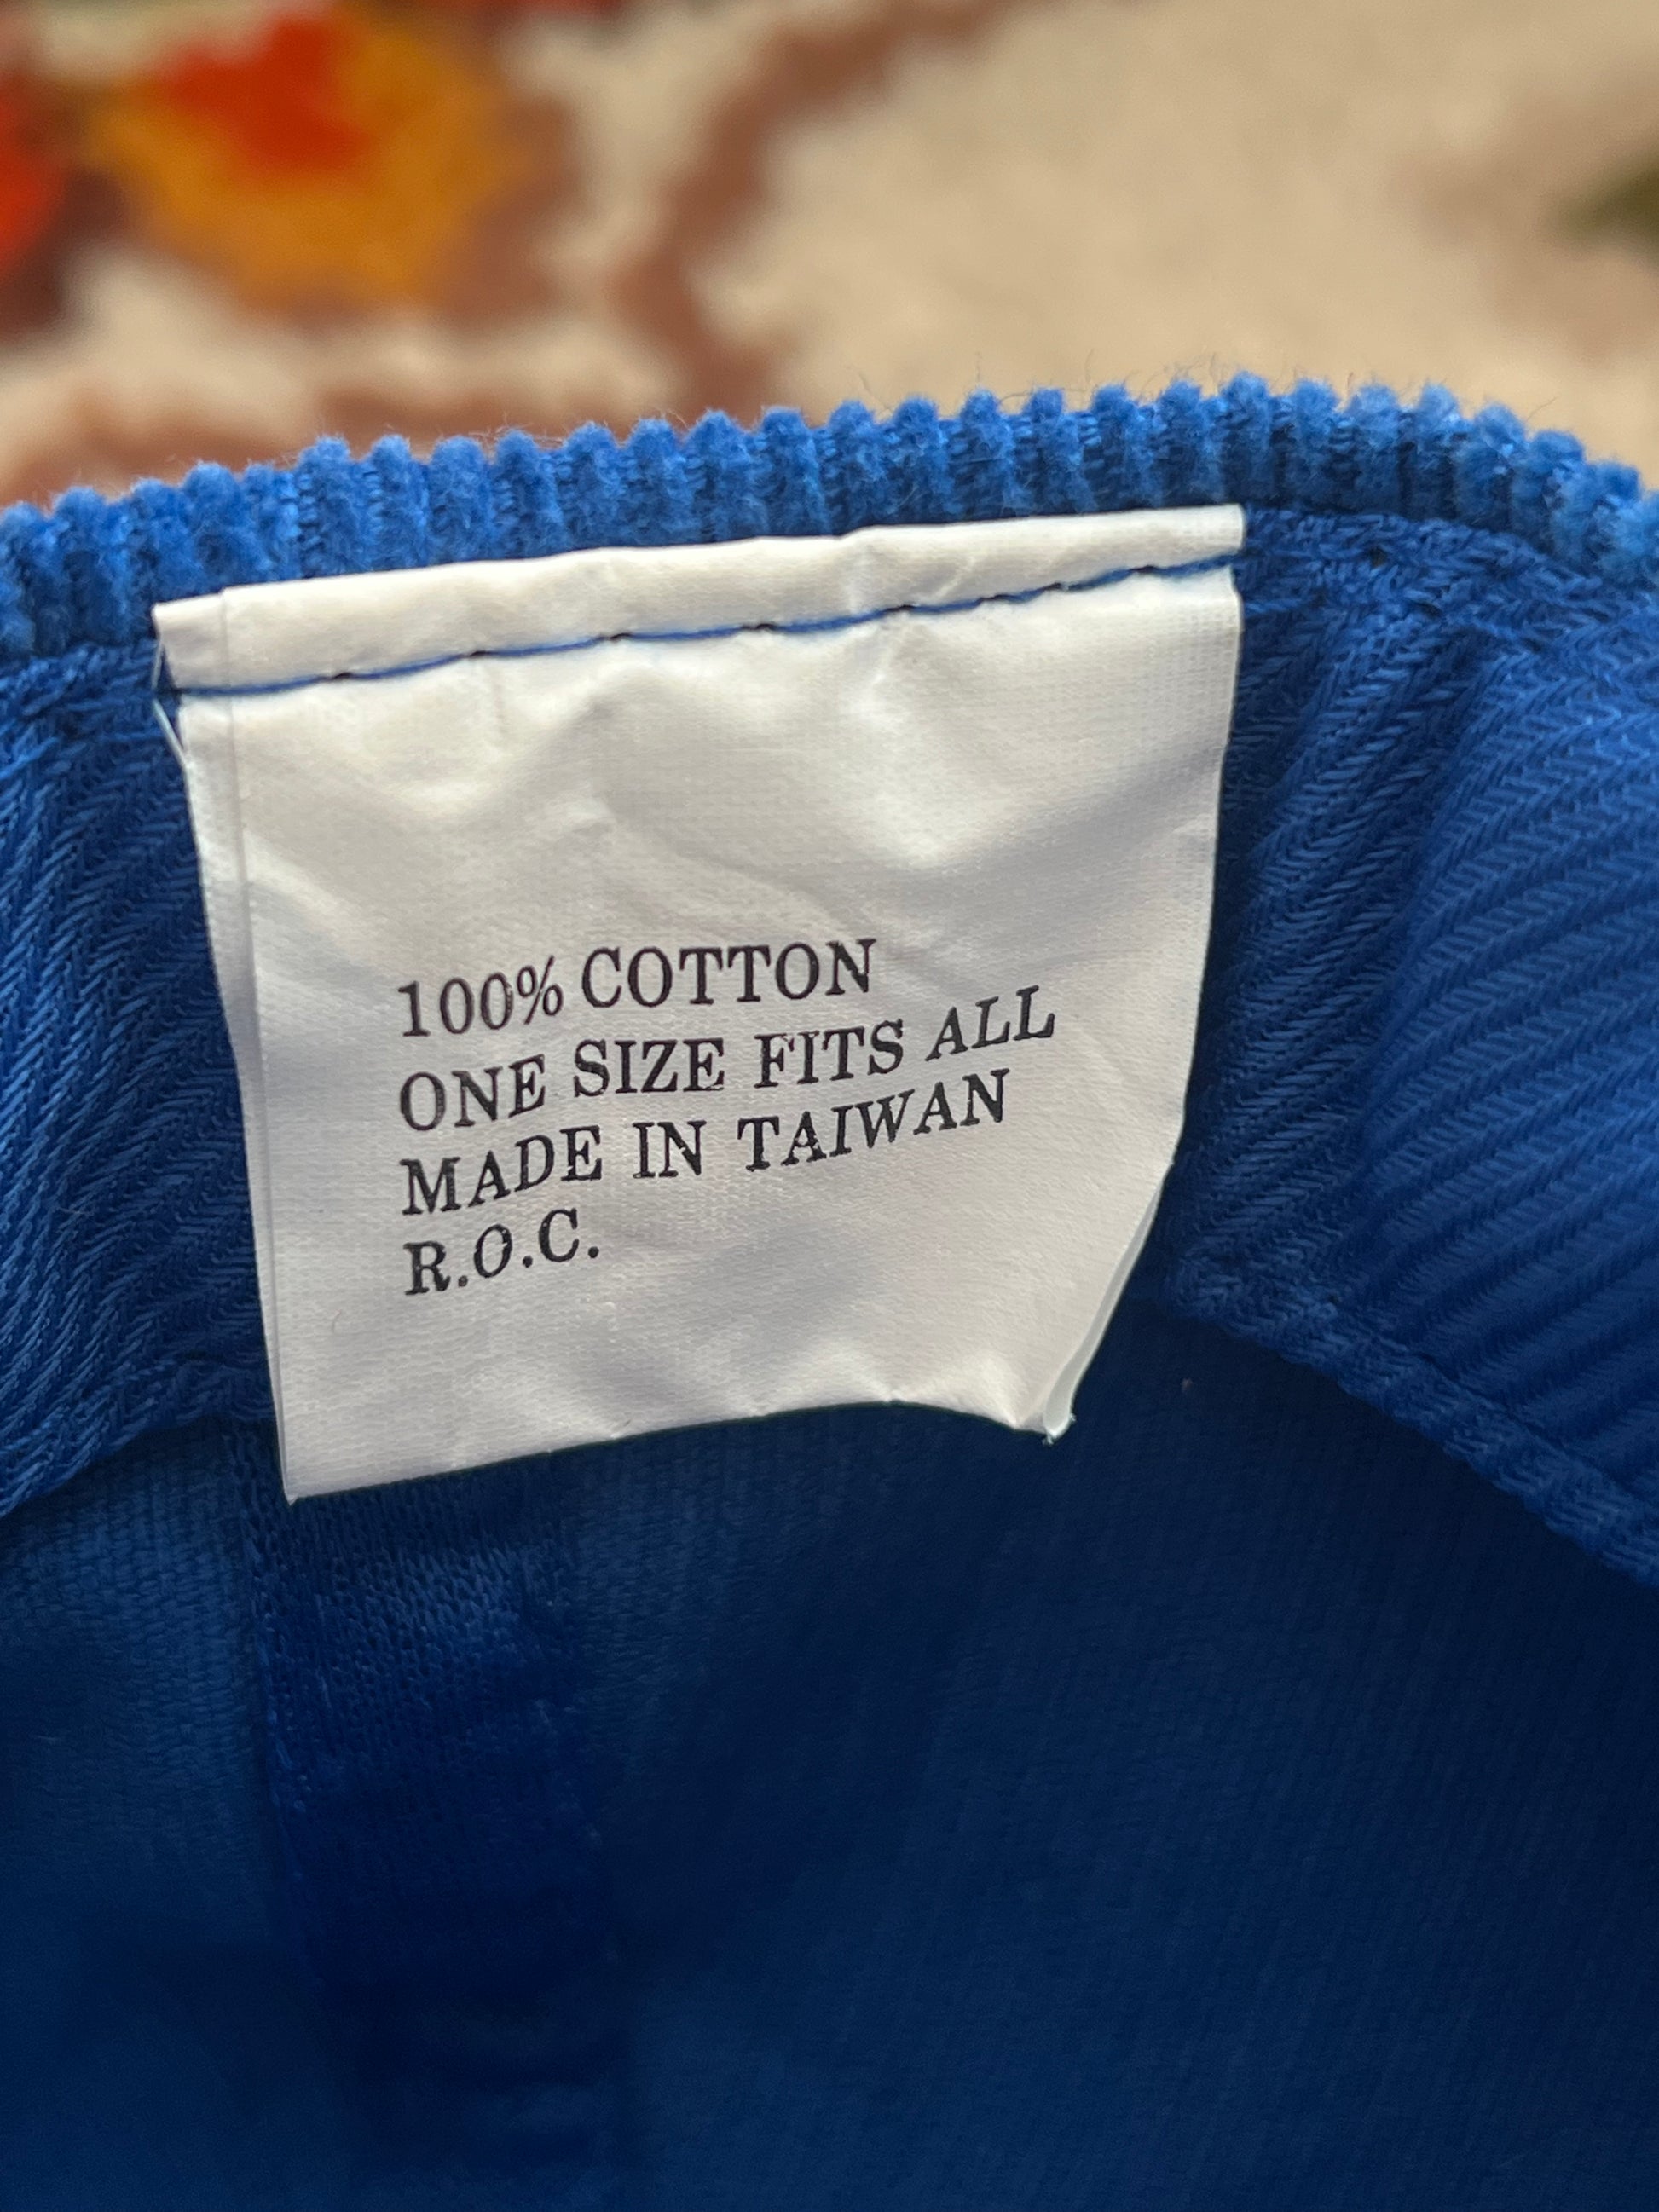 100% COTTON
ONE SIZE FITS ALL
MADE IN TAIWAN
R.O.C.